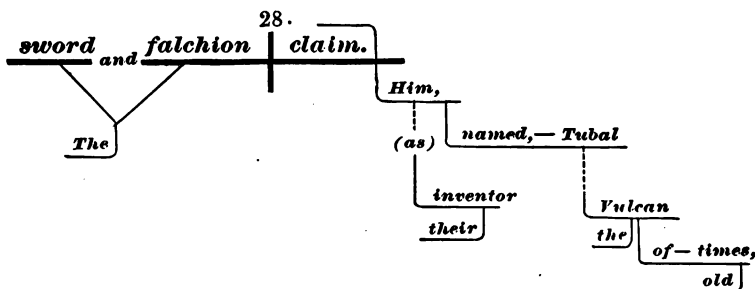 28.
sword and falchion claim.
Him,
The (as) named,— Tubal
inventor Vulcan
their the
of— times,
old